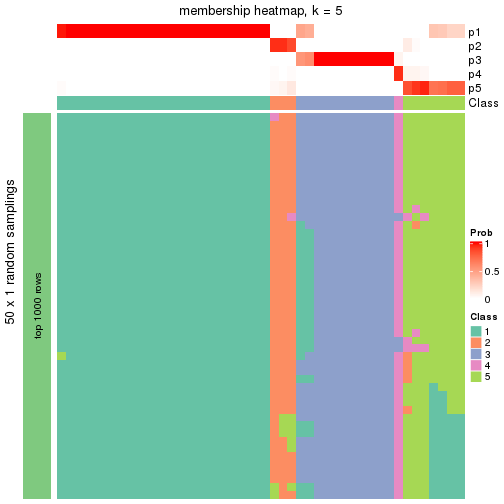 membership heatmap, k = 5
p1
p2
p3
p4
p5
Class
50 x 1 random samplings
top 1000 rows
Prob
1
0.5
0
Class
1
2
3
4
5